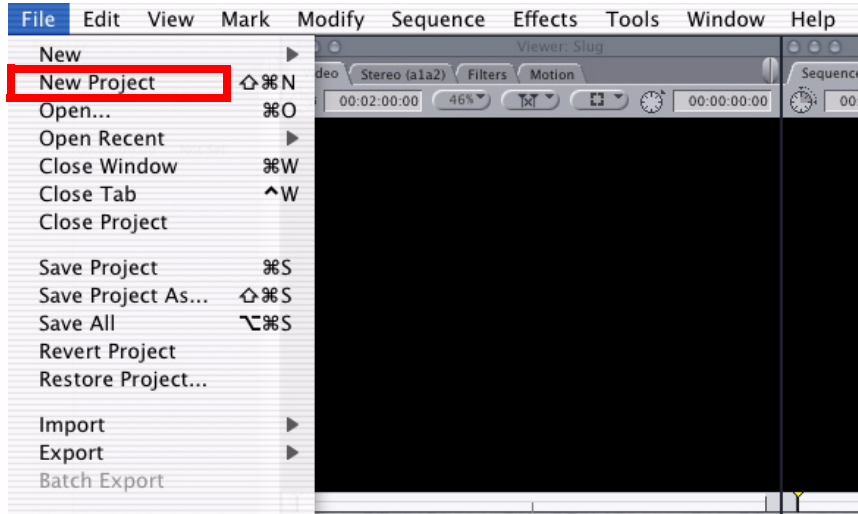 File Edit View Mark Modify Sequence Effects Tools Window Help
New
New Project ⇧⌘N
Open... ⌘O
Open Recent
Close Window ⌘W
Close Tab ^W
Close Project
Save Project ⌘S
Save Project As... ⇧⌘S
Save All ⌥⌘S
Revert Project
Restore Project...
Import
Export
Batch Export
Viewer: Slug
deo Stereo (a1a2) Filters Motion
00:02:00:00 46% 00:00:00:00
Sequence
00